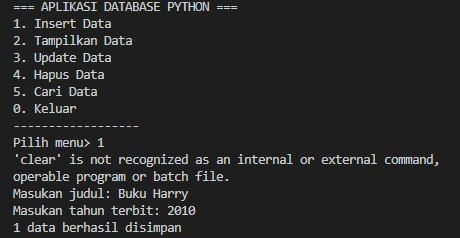 === APLIKASI DATABASE PYTHON ===
1. Insert Data
2. Tampilkan Data
3. Update Data
4. Hapus Data
5. Cari Data
0. Keluar
------------------
Pilih menu> 1
'clear' is not recognized as an internal or external command,
operable program or batch file.
Masukan judul: Buku Harry
Masukan tahun terbit: 2010
1 data berhasil disimpan